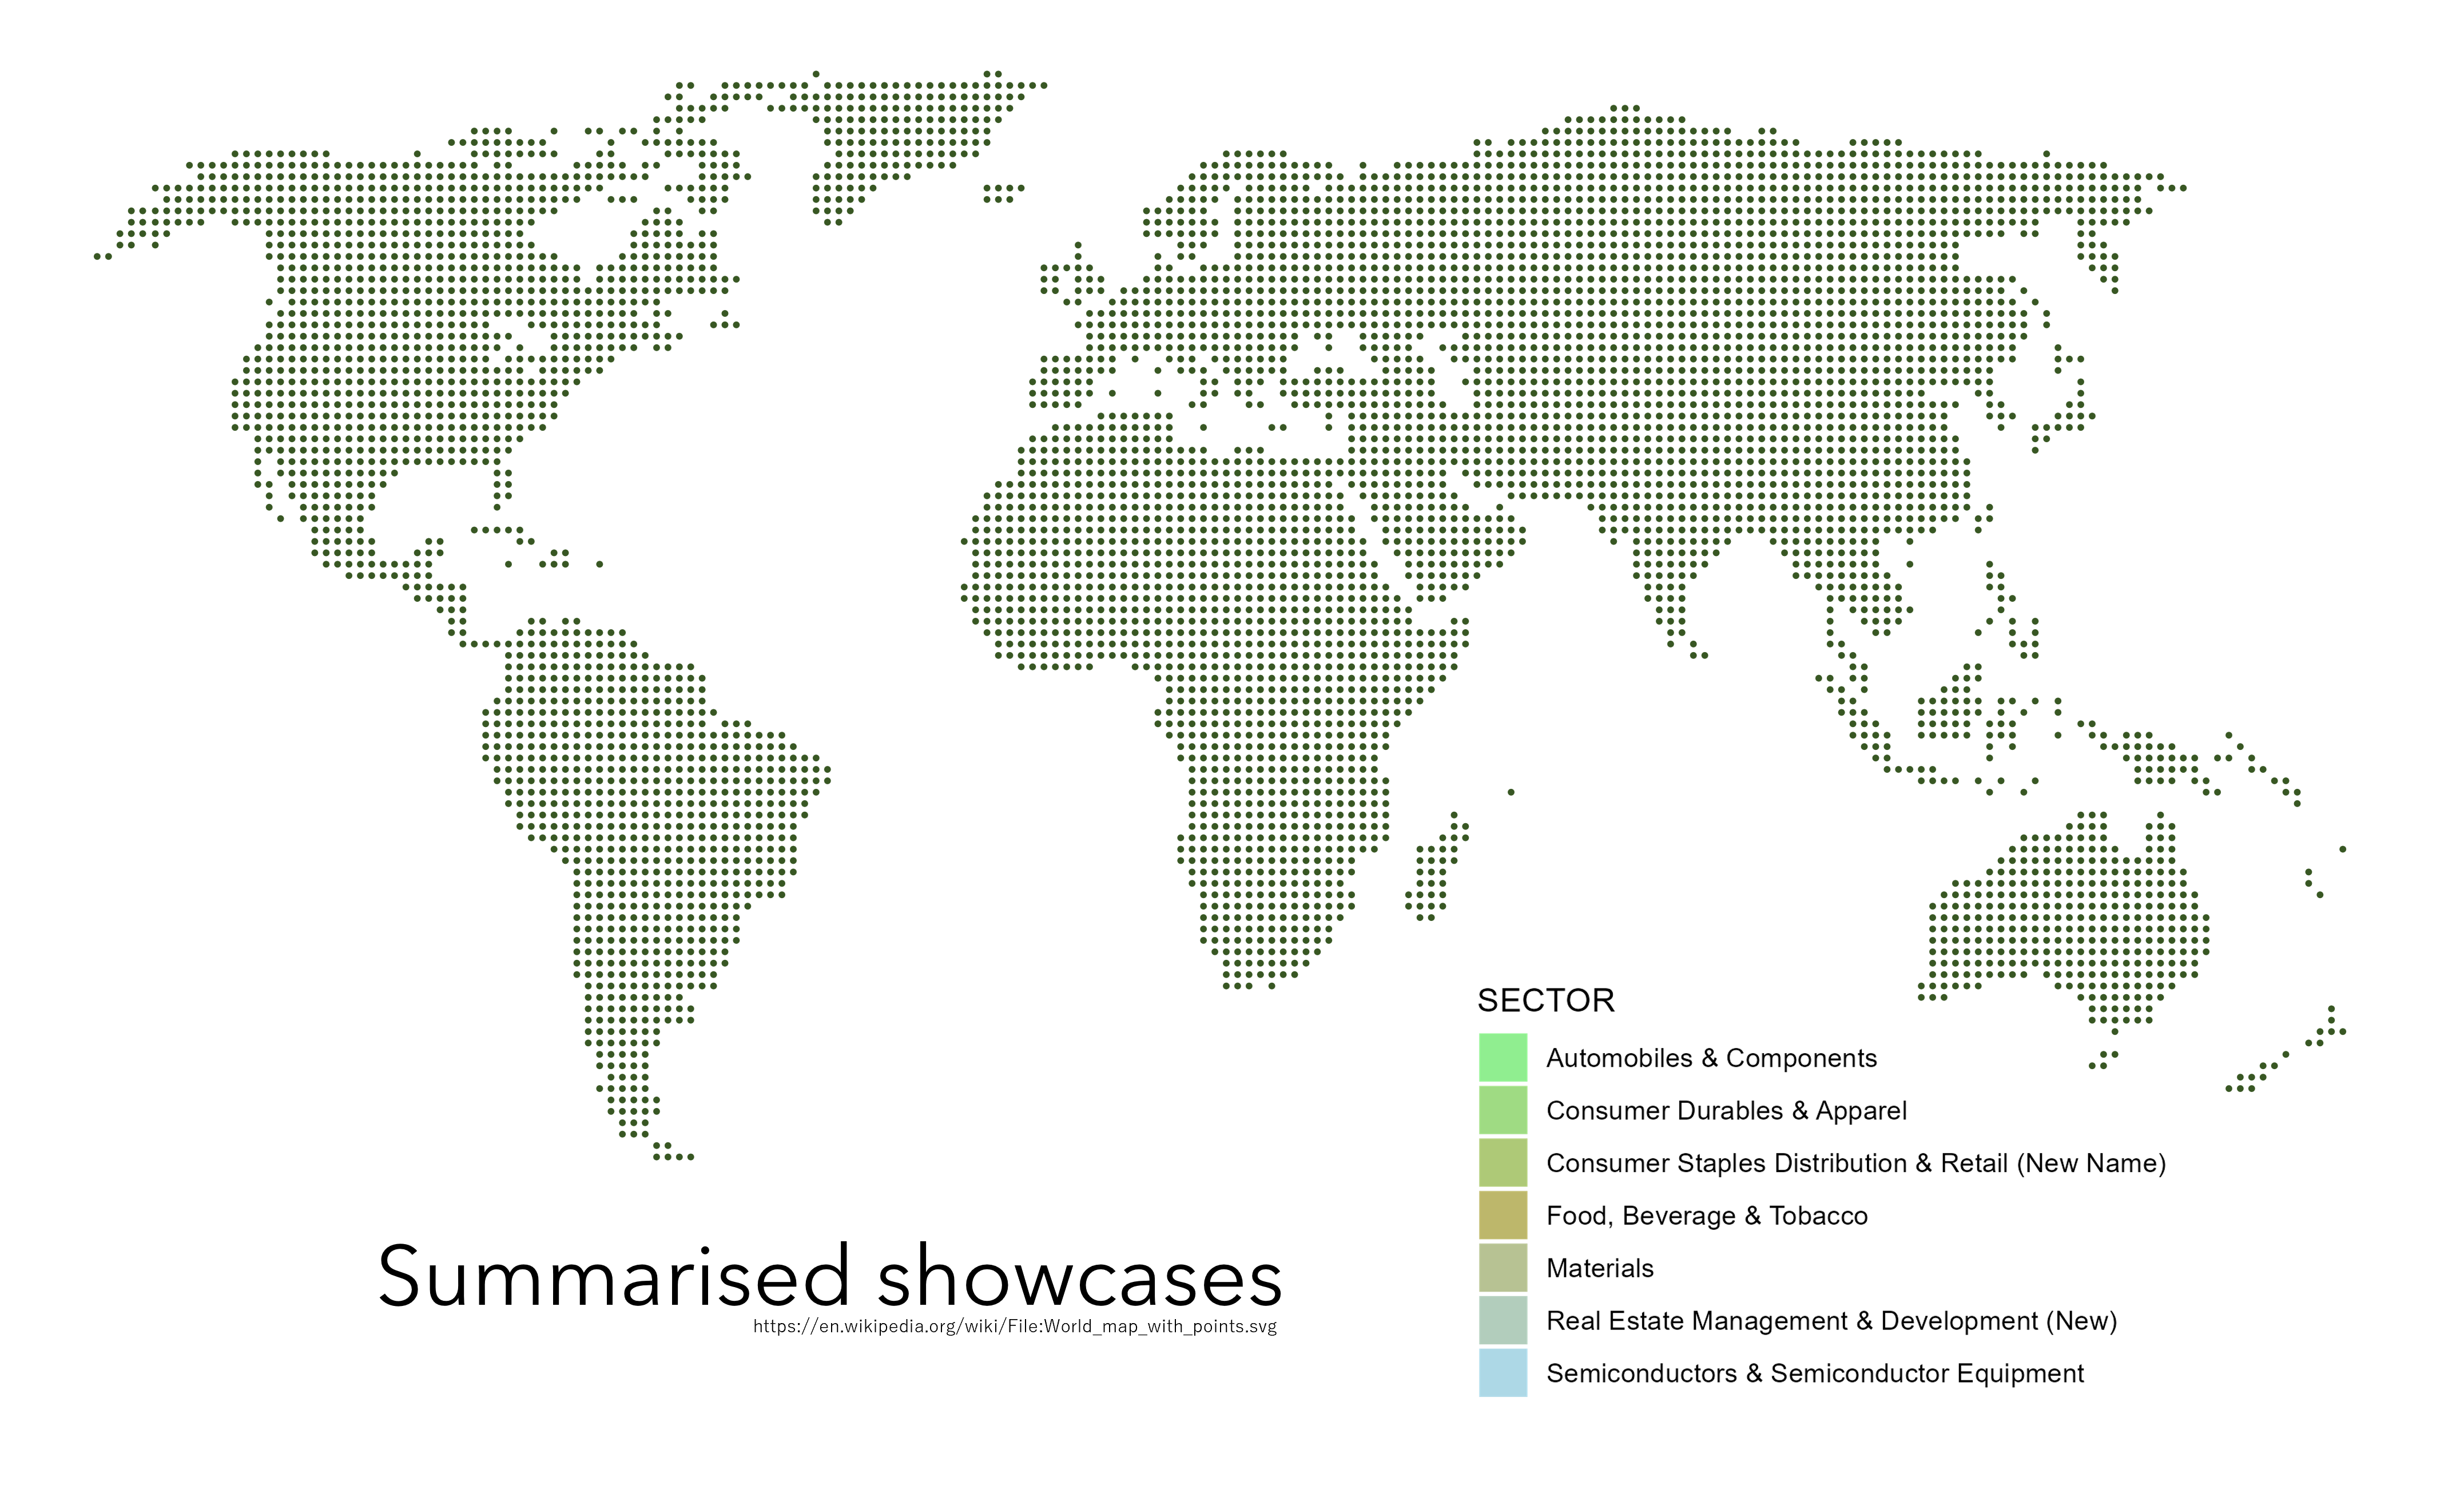 SECTOR
Automobiles & Components
Consumer Durables & Apparel
Consumer Staples Distribution & Retail (New Name)
Food, Beverage & Tobacco
Materials
Real Estate Management & Development (New)
Semiconductors & Semiconductor Equipment
Summarised showcases
https://en.wikipedia.org/wiki/File:World_map_with_points.svg